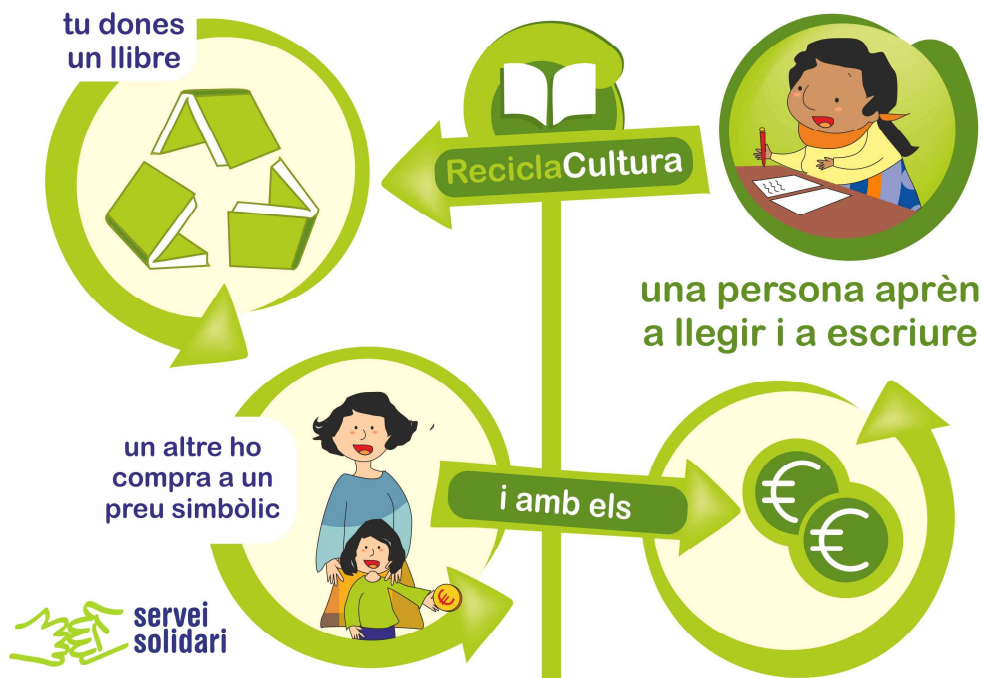 tu dones
un llibre
ReciclaCultura
un altre ho
compra a un
preu simbòlic
i amb els
€
€
€
una persona aprèn
a llegir i a escriure
servei
solidari